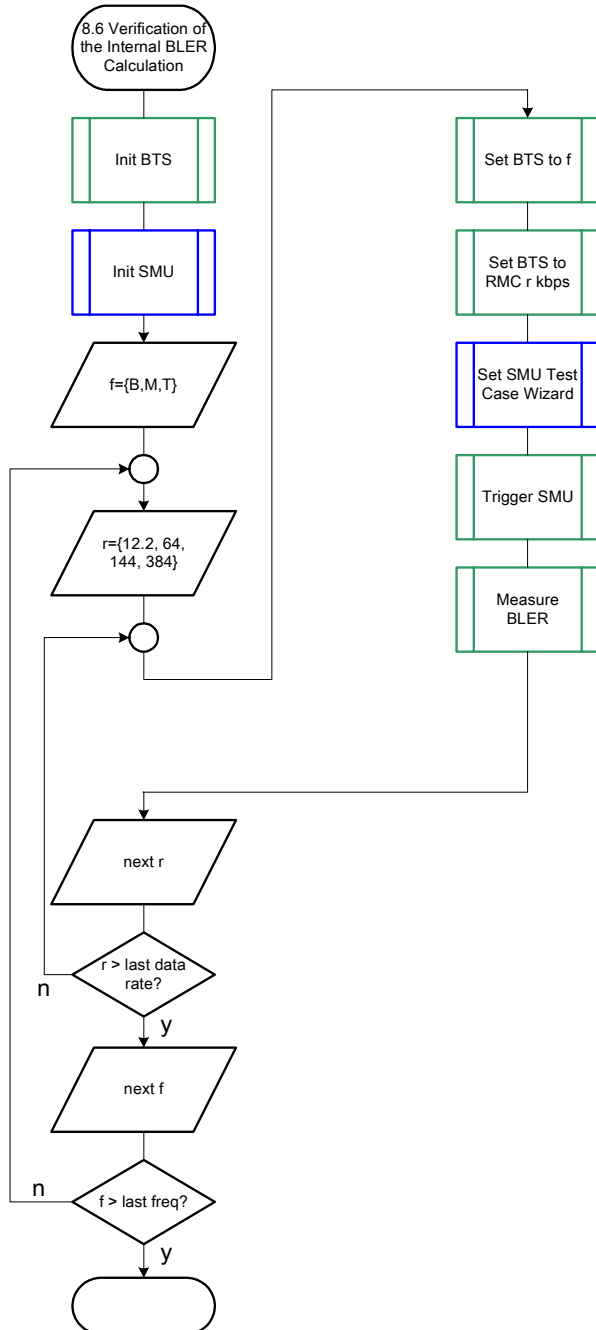 8.6 Verification of
the Internal BLER
Calculation
Init BTS
Init SMU
f={B,M,T}
r={12.2, 64,
144, 384}
Set BTS to f
Set BTS to
RMC r kbps
Set SMU Test
Case Wizard
Trigger SMU
Measure
BLER
next r
r > last data
rate?
n
y
next f
f > last freq?
n
y